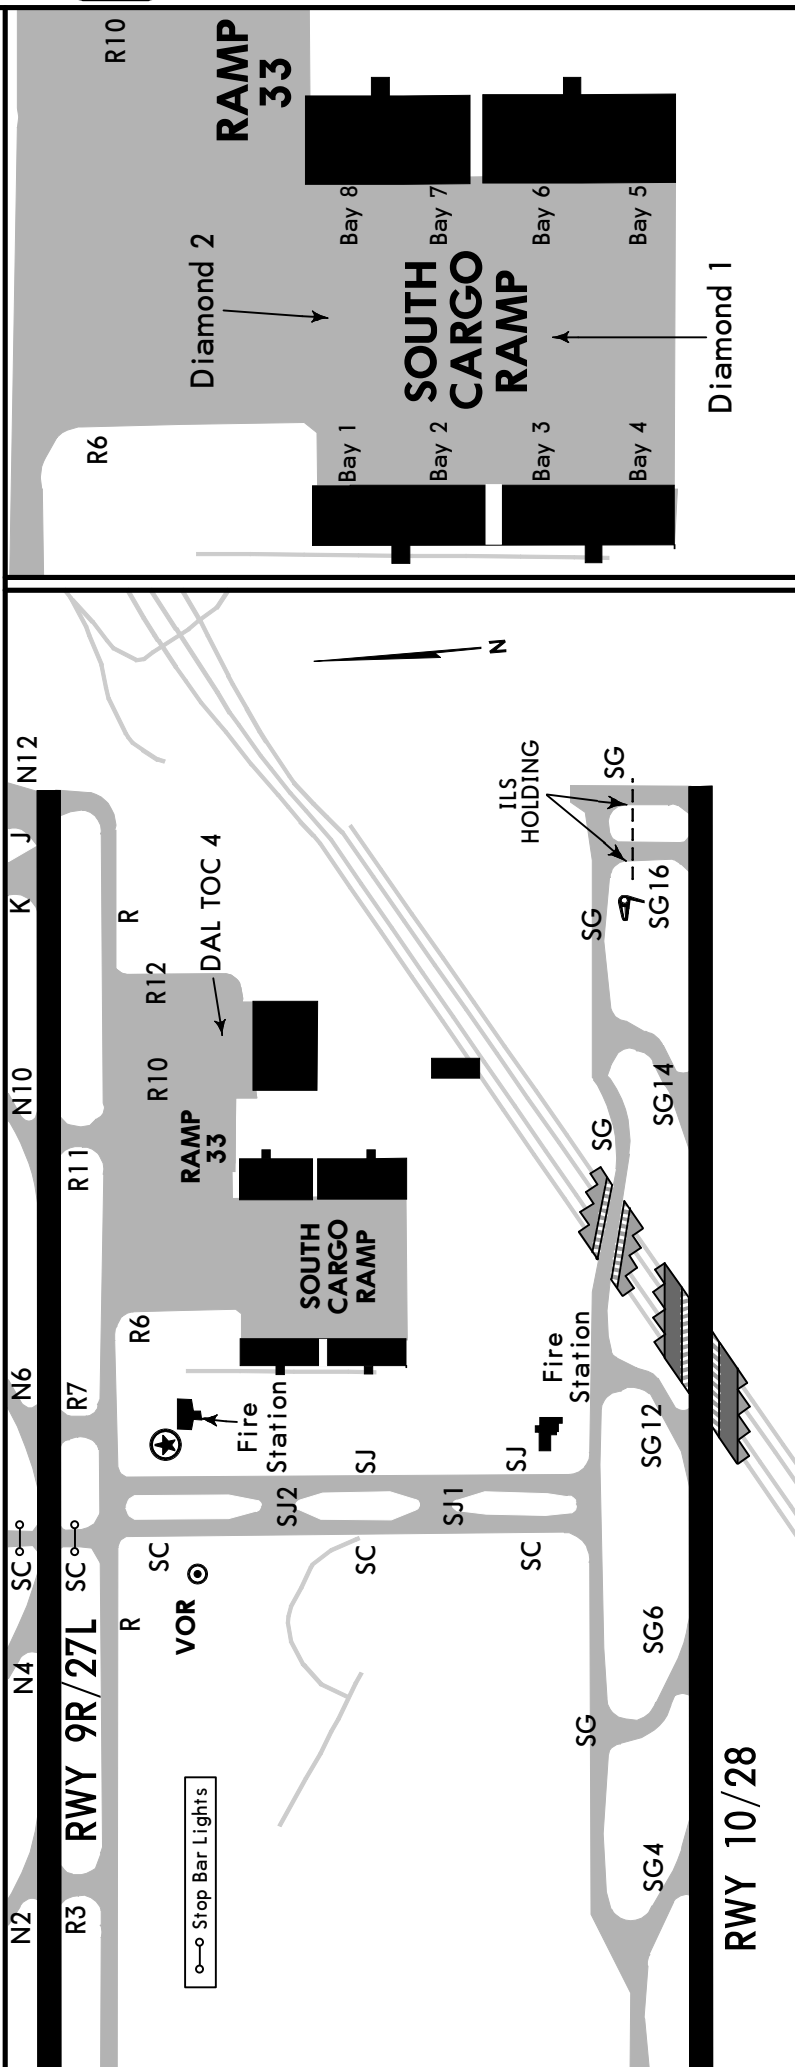 R10
RAMP
33
Diamond 2
Bay 8
Bay 7
Bay 6
Bay 5
SOUTH
CARGO
RAMP
Diamond 1
R6
Bay 1
Bay 2
Bay 3
Bay 4
N
N12
J
K
R
DAL TOC 4
R12
R10
N10
R11
RAMP
33
SOUTH
CARGO
RAMP
ILS
HOLDING
SG
SG
SG16
SG14
SG
R6
N6
R7
Fire
Station
Fire
Station
SJ
SJ
SJ2
SJ1
SG12
SC
SC
SC
SC
SC
R
VOR
N4
RWY 9R/27L
SG6
SG
Stop Bar Lights
SG4
RWY 10/28
N2
R3